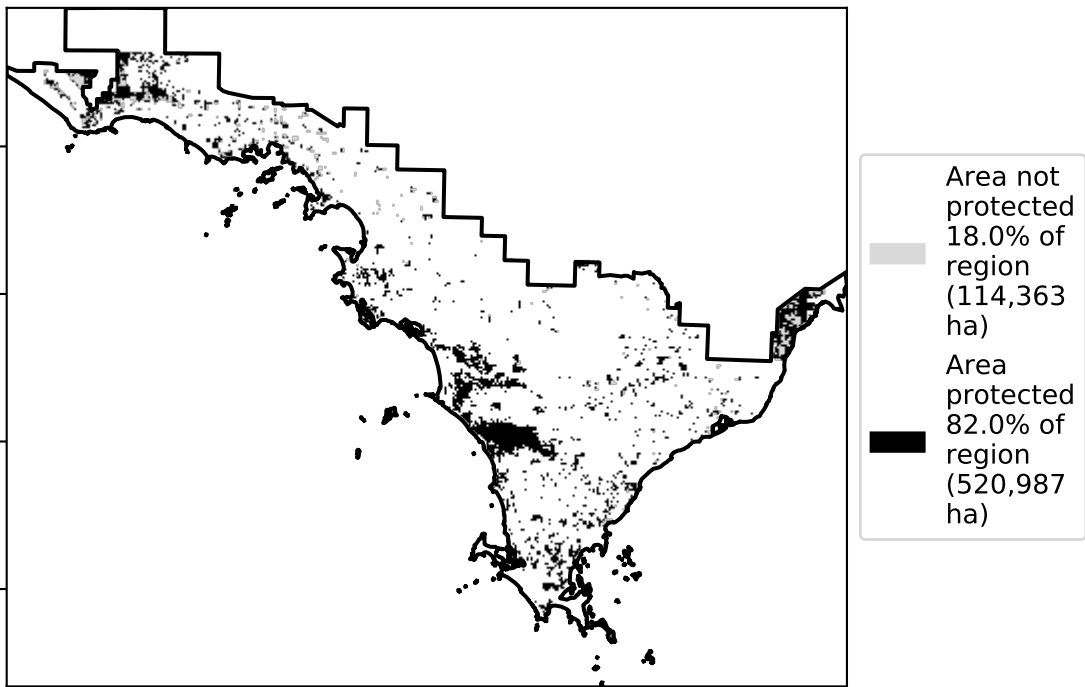 Area not
protected
18.0% of
region
(114,363
ha)
Area
protected
82.0% of
region
(520,987
ha)